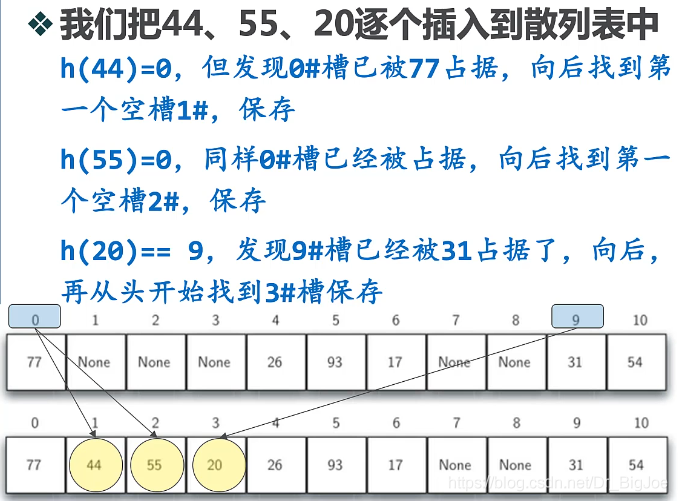 ❖ 我们把44、55、20逐个插入到散列表中
h(44)=0，但发现0#槽已被77占据，向后找到第
一个空槽1#，保存
h(55)=0，同样0#槽已经被占据，向后找到第一
个空槽2#，保存
h(20)== 9，发现9#槽已经被31占据了，向后，
再从头开始找到3#槽保存
0 1 2 3 4 5 6 7 8 9 10
77 None None None 26 93 17 None None 31 54
0 1 2 3 4 5 6 7 8 9 10
77 44 55 20 26 93 17 None None 31 54
https://blog.csdn.net/Dr_BigJoe